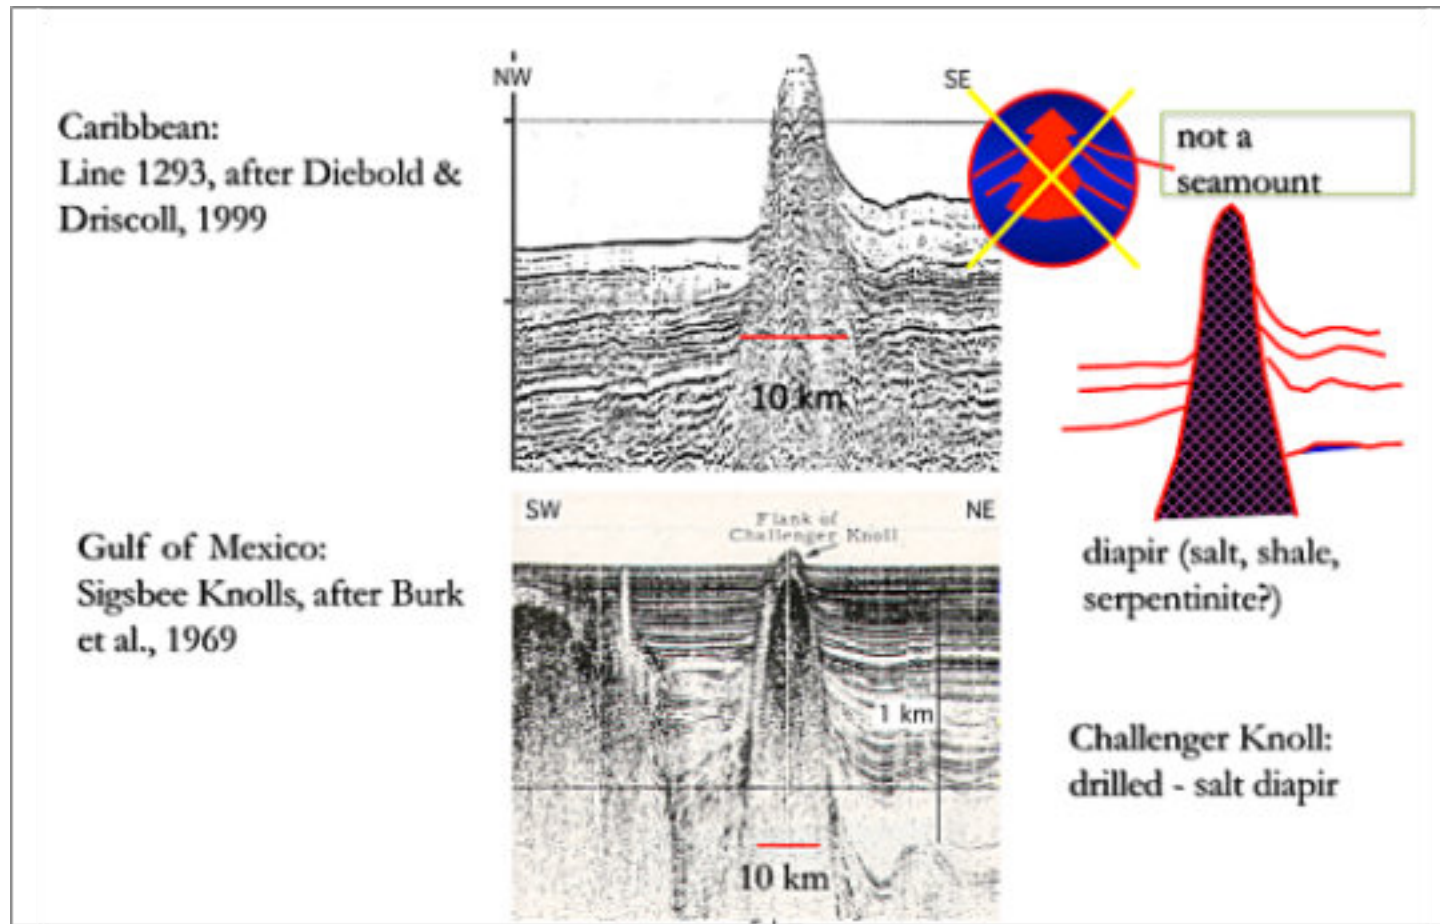 Caribbean:
Line 1293, after Diebold &
Driscoll, 1999
NW
SE
10 km
not a
seamount
diapir (salt, shale,
serpentinite?)
Gulf of Mexico:
Sigsbee Knolls, after Burk
et al., 1969
SW
NE
Flank of
Challenger Knoll
1 km
10 km
Challenger Knoll:
drilled - salt diapir